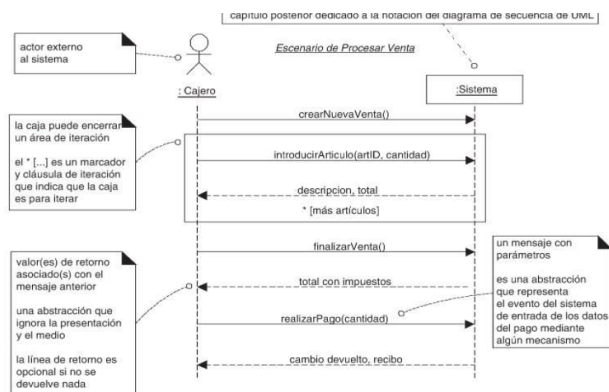 capítulo posterior dedicado a la notación del diagrama de secuencia de UML
actor externo
al sistema
Escenario de Procesar Venta
: Cajero
:Sistema
la caja puede encerrar
un área de iteración
el * [...] es un marcador
y cláusula de iteración
que indica que la caja
es para iterar
crearNuevaVenta()
introducirArticulo(artID, cantidad)
descripcion, total
* [más artículos]
finalizarVenta()
valor(es) de retorno
asociado(s) con el
mensaje anterior
una abstracción que
ignora la presentación
y el medio
la línea de retorno es
opcional si no se
devuelve nada
total con impuestos
realizarPago(cantidad)
cambio devuelto, recibo
un mensaje con
parámetros
es una abstracción
que representa
el evento del sistema
de entrada de los datos
del pago mediante
algún mecanismo